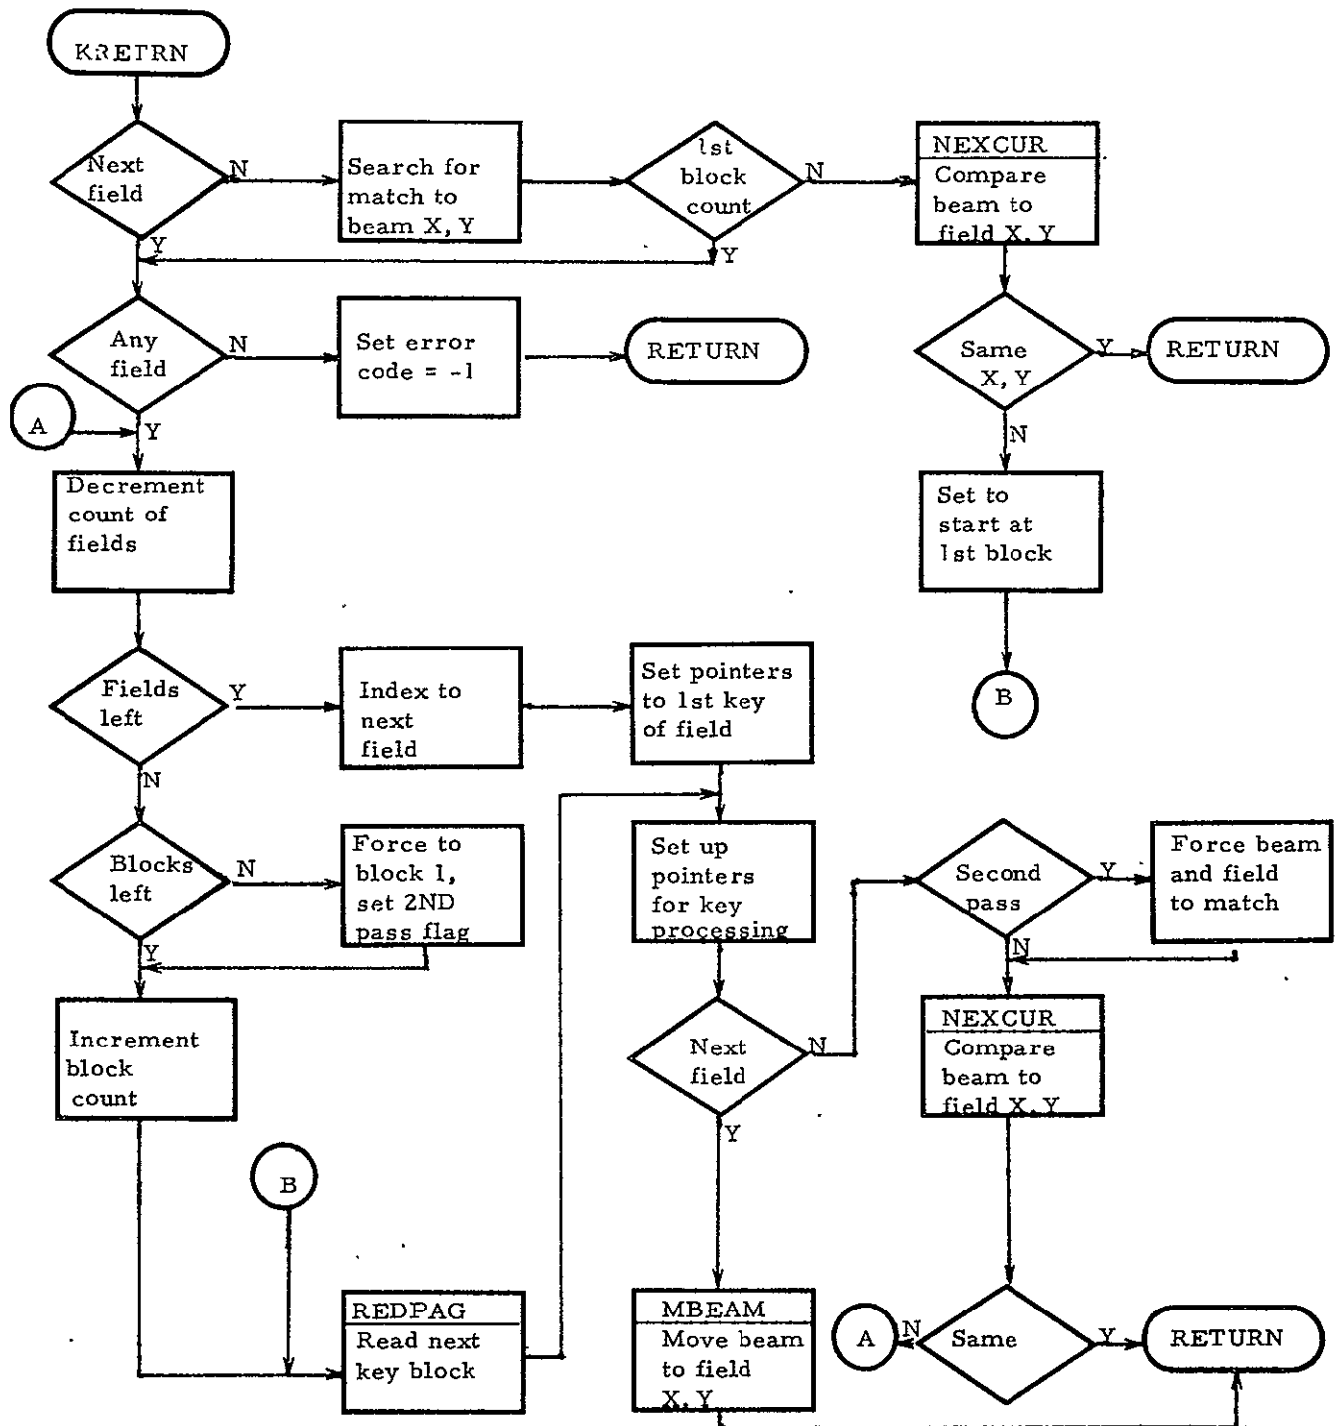 KRETRN
Next
field
N
Y
Search for
match to
beam X, Y
1st
block
count
N
Y
NEXCUR
Compare
beam to
field X, Y
Any
field
N
Y
Set error
code = -1
RETURN
Same
X, Y
Y
N
RETURN
A
Decrement
count of
fields
Set to
start at
1st block
B
Fields
left
Y
N
Index to
next
field
Set pointers
to 1st key
of field
Blocks
left
N
Y
Force to
block 1,
set 2ND
pass flag
Set up
pointers
for key
processing
Second
pass
Y
N
Force beam
and field
to match
Increment
block
count
Next
field
N
Y
NEXCUR
Compare
beam to
field X, Y
B
REDPAG
Read next
key block
MBEAM
Move beam
to field
X, Y
A
N
Same
Y
RETURN